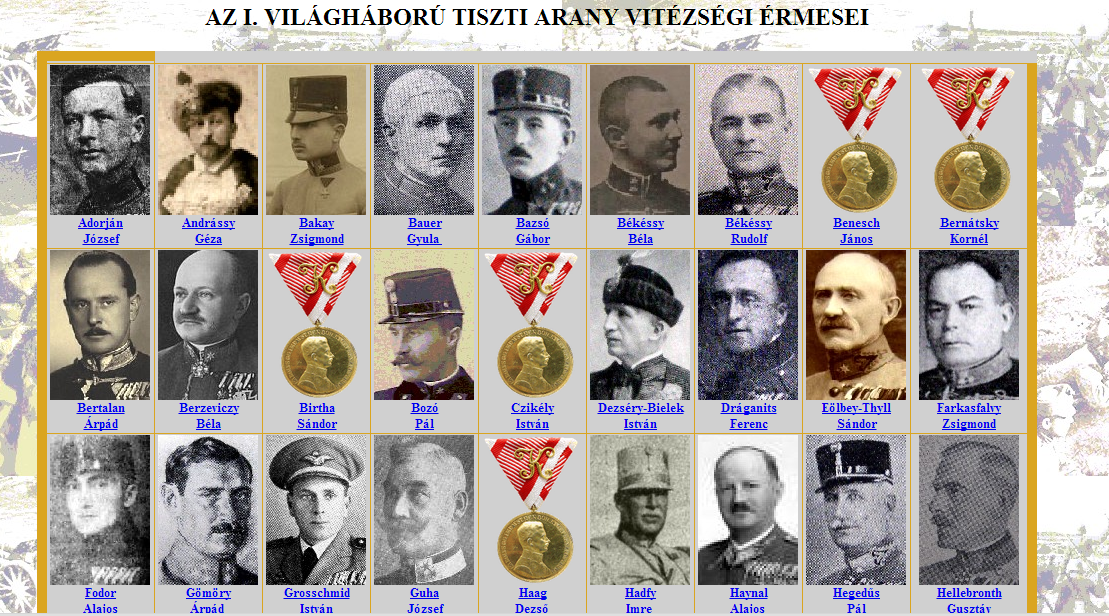 AZ I. VILÁGHÁBORÚ TISZTI ARANY VITÉZSÉGI ÉRMESEI
Adorján
József
Andrássy
Géza
Bakay
Zsigmond
Bauer
Gyula
Bazsó
Gábor
Békéssy
Béla
Békéssy
Rudolf
Benesch
János
Bernátsky
Kornél
Bertalan
Árpád
Berzeviczy
Béla
Birtha
Sándor
Bozó
Pál
Czikély
István
Dezséry-Bielek
István
Dráganits
Ferenc
Eölbey-Thyll
Sándor
Farkasfalvy
Zsigmond
Fodor
Alajos
Gömöry
Árpád
Grosschmid
István
Guha
József
Haag
Dezső
Hadfy
Imre
Haynal
Alajos
Hegedűs
Pál
Hellebronth
Gusztáv